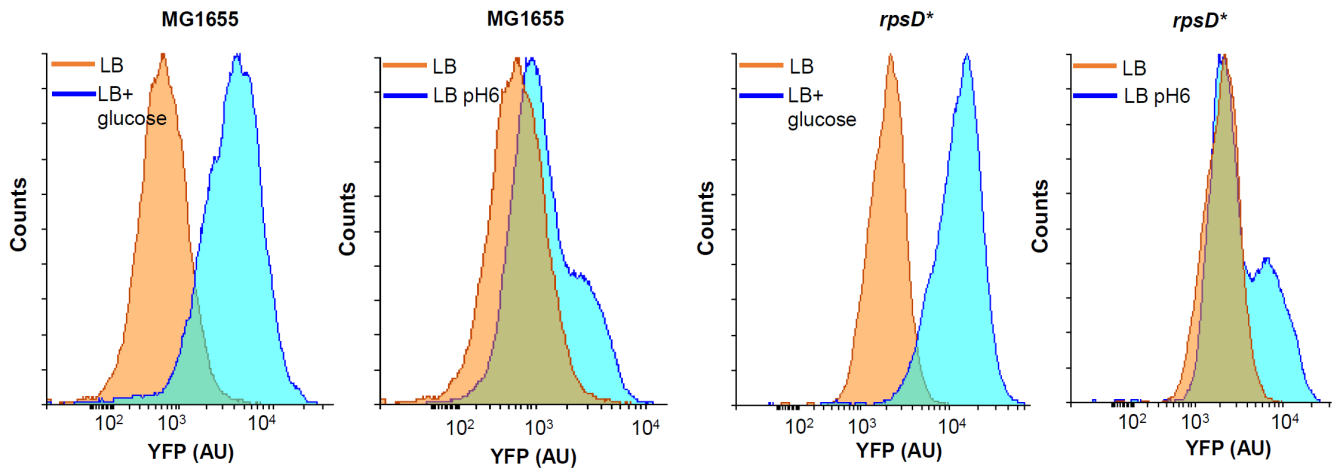 MG1655
LB
LB+
glucose
Counts
10² 10³ 10⁴
YFP (AU)
MG1655
LB
LB pH6
Counts
10² 10³ 10⁴
YFP (AU)
rpsD*
LB
LB+
glucose
Counts
10² 10³ 10⁴
YFP (AU)
rpsD*
LB
LB pH6
Counts
10² 10³ 10⁴
YFP (AU)